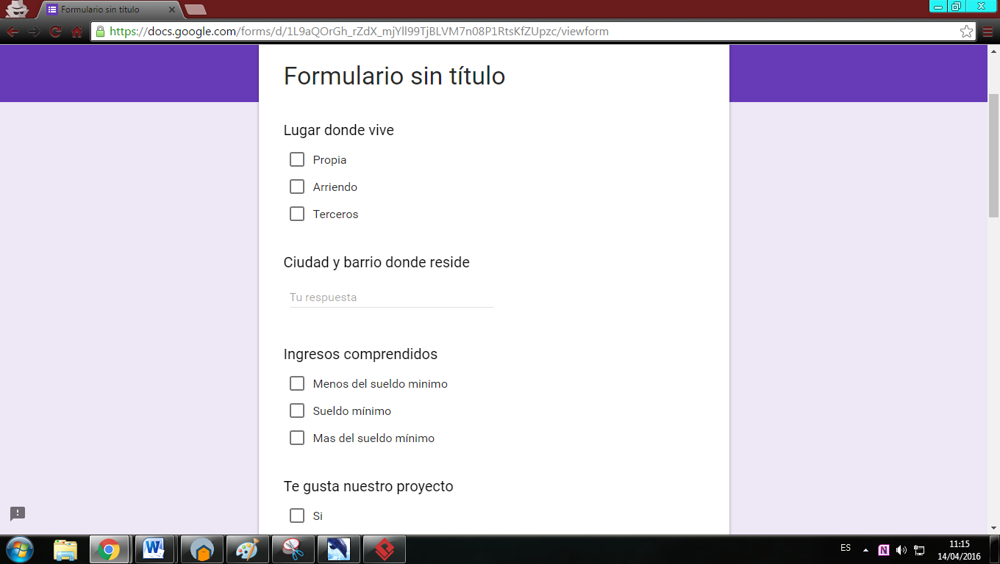 Formulario sin título
https://docs.google.com/forms/d/1L9aQOrGh_rZdX_mjYll99TjBLVM7n08P1RtsKfZUpzc/viewform
Formulario sin título
Lugar donde vive
Propia
Arriendo
Terceros
Ciudad y barrio donde reside
Tu respuesta
Ingresos comprendidos
Menos del sueldo minimo
Sueldo mínimo
Mas del sueldo mínimo
Te gusta nuestro proyecto
Si
ES
11:15
14/04/2016